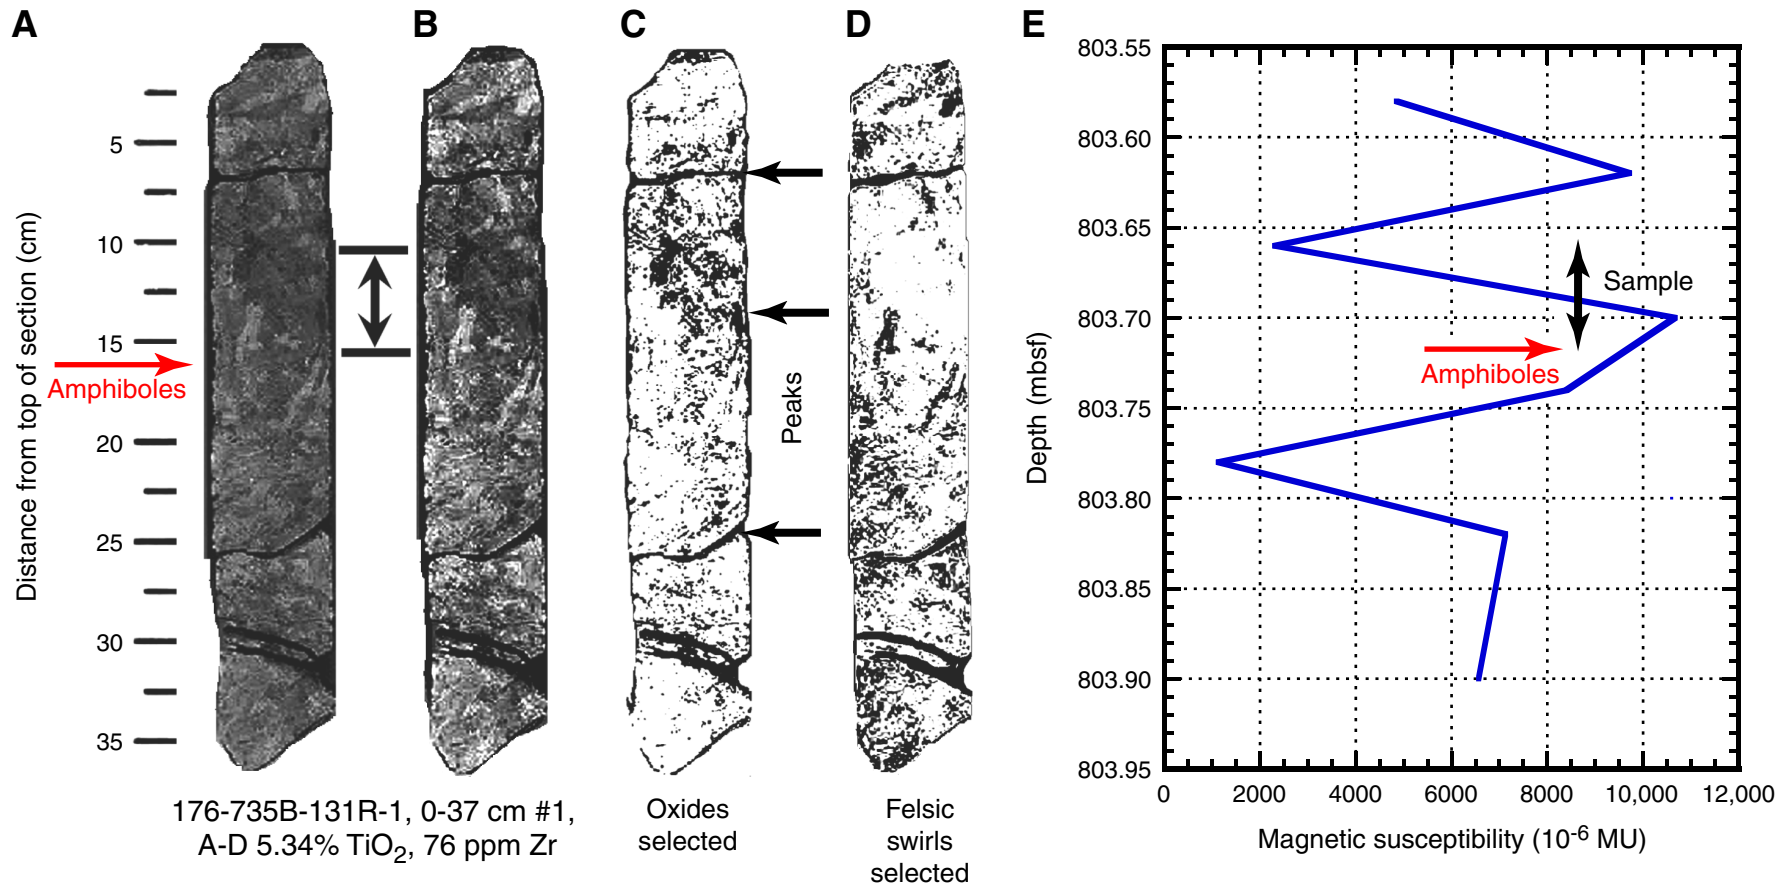 A
B
C
D
E
Distance from top of section (cm)
5
10
15
20
25
30
35
Amphiboles
Peaks
176-735B-131R-1, 0-37 cm #1,
A-D 5.34% TiO2, 76 ppm Zr
Oxides
selected
Felsic
swirls
selected
Depth (mbsf)
803.55
803.60
803.65
803.70
803.75
803.80
803.85
803.90
803.95
Sample
Amphiboles
0
2000
4000
6000
8000
10,000
12,000
Magnetic susceptibility (10-6 MU)